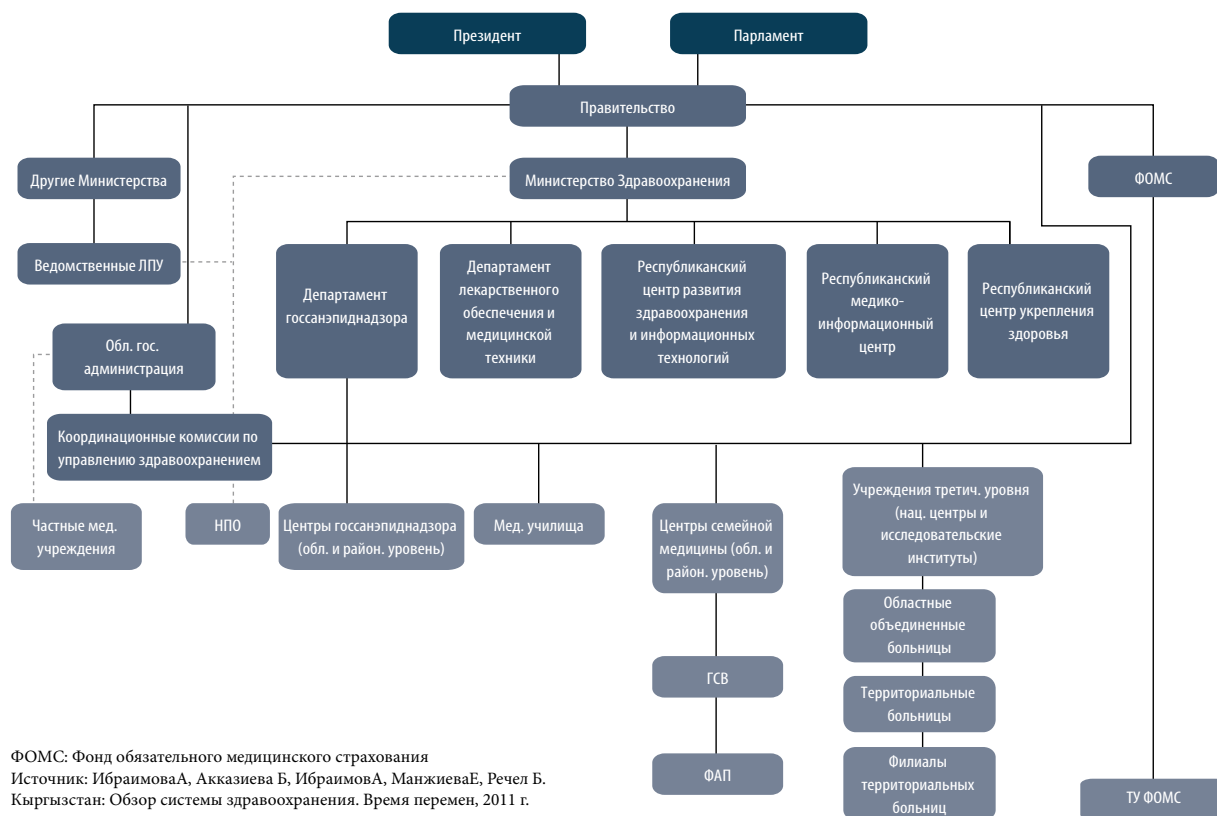 Президент
Парламент
Правительство
Другие Министерства
Министерство Здравоохранения
ФОМС
Ведомственные ЛПУ
Департамент
госсанэпиднадзора
Департамент
лекарственного
обеспечения и
медицинской
техники
Республиканский
центр развития
здравоохранения
и информационных
технологий
Республиканский
медико-
информационный
центр
Республиканский
центр укрепления
здоровья
Обл. гос.
администрация
Координационные комиссии по
управлению здравоохранением
Частные мед.
учреждения
НПО
Центры госсанэпиднадзора
(обл. и район. уровень)
Мед. училища
Центры семейной
медицины (обл. и
район. уровень)
Учреждения третич. уровня
(нац. центры и
исследовательские
институты)
Областные
объединенные
больницы
ГСВ
Территориальные
больницы
ФАП
Филиалы
территориальных
больниц
ТУ ФОМС
ФОМС: Фонд обязательного медицинского страхования
Источник: ИбраимоваА, Акказиева Б, ИбраимовА, МанжиеваЕ, Речел Б.
Кыргызстан: Обзор системы здравоохранения. Время перемен, 2011 г.